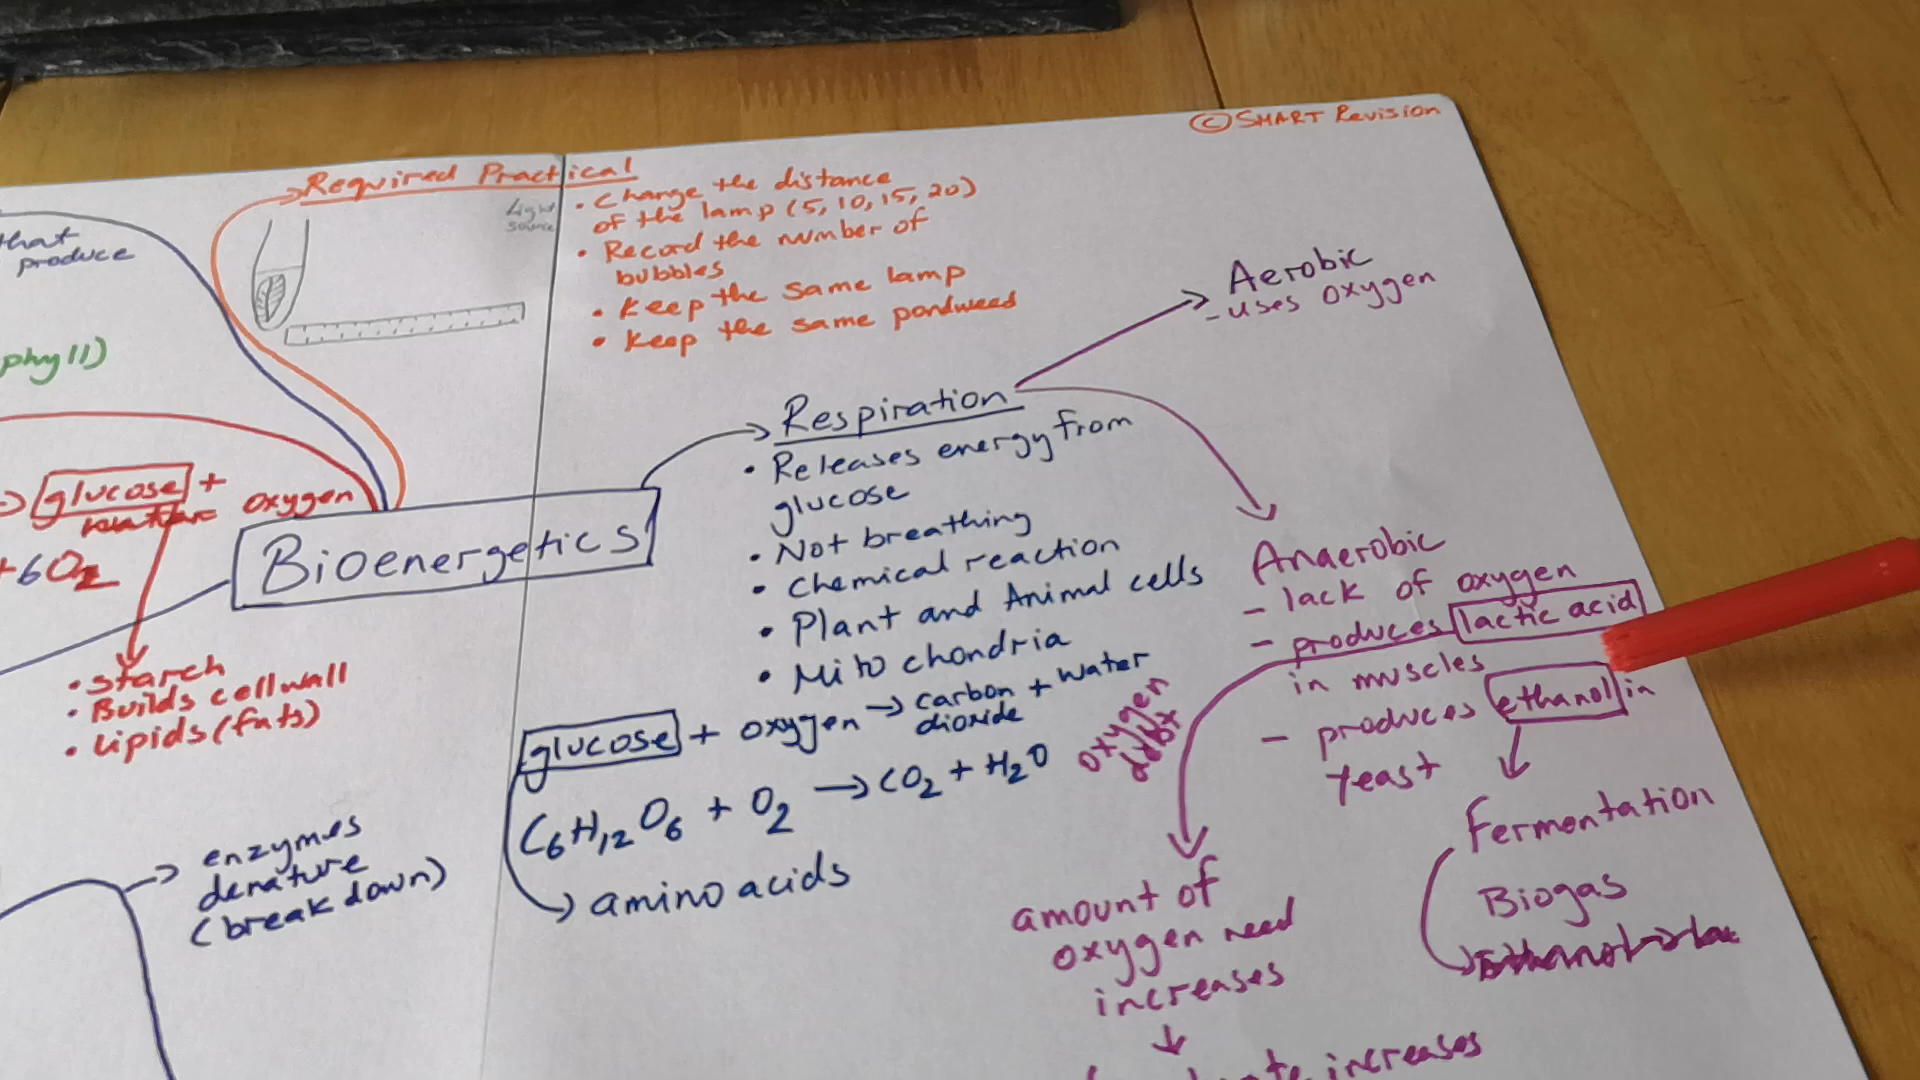 © SMART Revision
Required Practical
Light
source
• Change the distance
of the lamp (5, 10, 15, 20)
• Record the number of
bubbles
• Keep the same lamp
• Keep the same pondweed
that
produce
phyll)
glucose +
oxygen
+6O2
• Starch
• Builds cell wall
• Lipids (fats)
Bioenergetics
enzymes
denature
(break down)
Respiration
• Releases energy from
glucose
• Not breathing
• Chemical reaction
• Plant and Animal cells
• Mitochondria
glucose + oxygen → carbon + water
dioxide
C6H12O6 + O2 → CO2 + H2O
amino acids
Aerobic
- uses oxygen
Anaerobic
- lack of oxygen
- produces lactic acid
in muscles
- produces ethanol in
yeast
oxygen
debt
amount of
oxygen need
increases
increases
Fermentation
Biogas